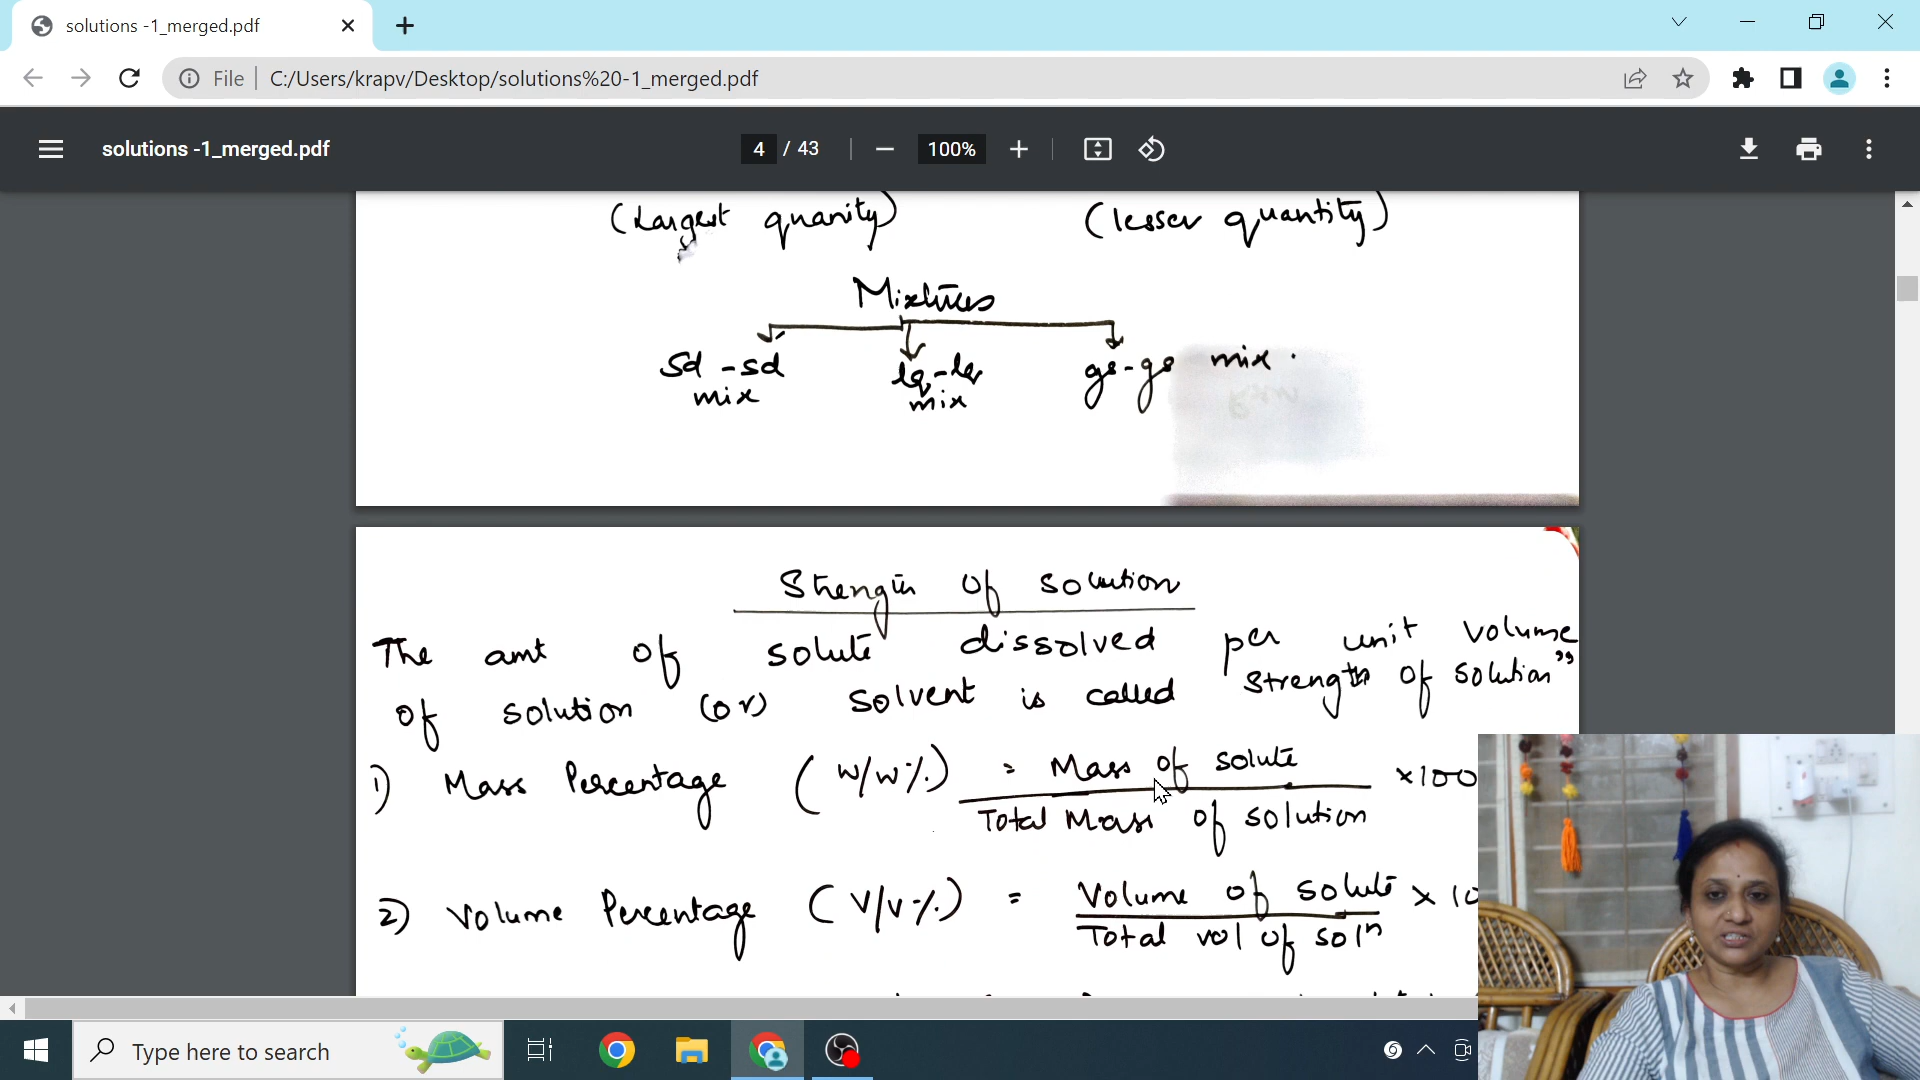 solutions -1_merged.pdf
File C:/Users/krapv/Desktop/solutions%20-1_merged.pdf
solutions -1_merged.pdf 4 / 43 100%
(Largest quanity) (lesser quantity)
Mixtures
sd - sd lq - lq gs - gs mix .
mix mix
Strength of solution
The amt of solute dissolved per unit volume
of solution (or) solvent is called strength of solution"
1) Mass Percentage ( w/w %) = Mass of solute ×100
Total Mass of solution
2) Volume Percentage ( V/V %) = Volume of solute × 10
Total vol of solⁿ
Type here to search